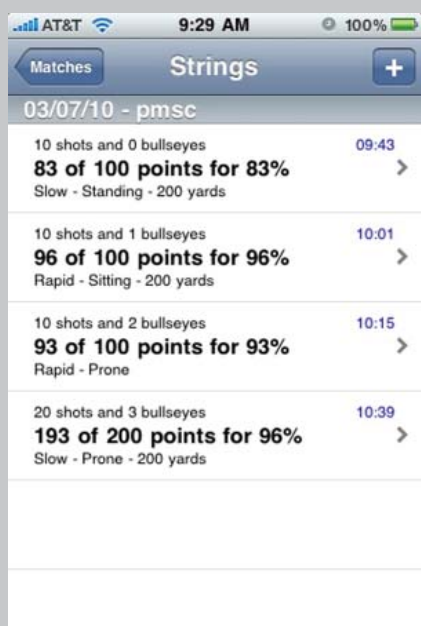 AT&T 9:29 AM 100%
Matches Strings +
03/07/10 - pmsc
10 shots and 0 bullseyes 09:43
83 of 100 points for 83%
Slow - Standing - 200 yards
10 shots and 1 bullseyes 10:01
96 of 100 points for 96%
Rapid - Sitting - 200 yards
10 shots and 2 bullseyes 10:15
93 of 100 points for 93%
Rapid - Prone
20 shots and 3 bullseyes 10:39
193 of 200 points for 96%
Slow - Prone - 200 yards